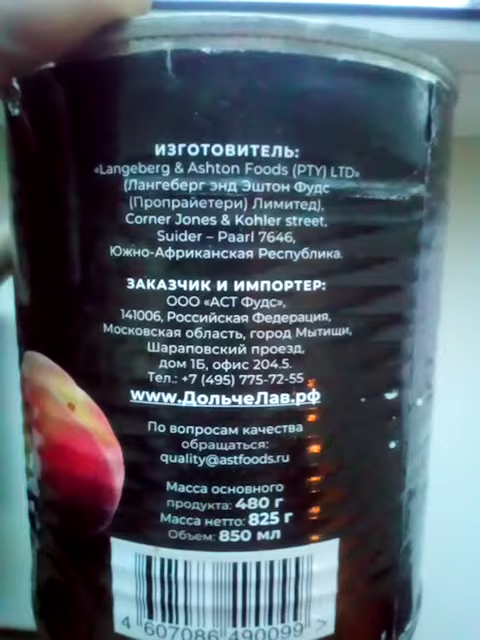 ИЗГОТОВИТЕЛЬ:
«Langeberg & Ashton Foods (PTY) LTD»
(Лангеберг энд Эштон Фудс
(Пропрайетери) Лимитед),
Corner Jones & Kohler street,
Suider – Paarl 7646,
Южно-Африканская Республика.
ЗАКАЗЧИК И ИМПОРТЕР:
ООО «АСТ Фудс»,
141006, Российская Федерация,
Московская область, город Мытищи,
Шараповский проезд,
дом 1Б, офис 204.5.
Тел.: +7 (495) 775-72-55
www.ДольчеЛав.рф
По вопросам качества
обращаться:
quality@astfoods.ru
Масса основного
продукта: 480 г
Масса нетто: 825 г
Объем: 850 мл
4 607086 490099 >